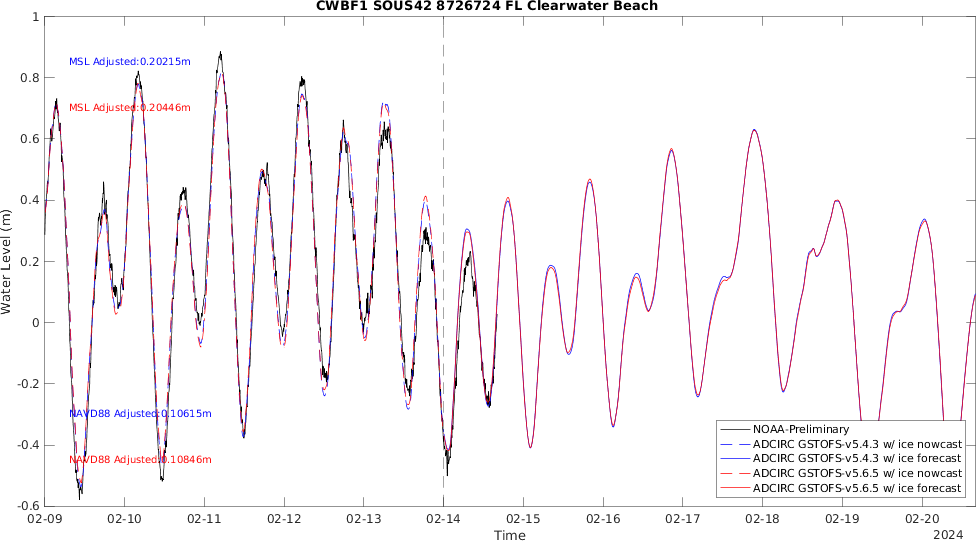 CWBF1 SOUS42 8726724 FL Clearwater Beach
Water Level (m)
1
0.8
0.6
0.4
0.2
0
-0.2
-0.4
-0.6
MSL Adjusted:0.20215m
MSL Adjusted:0.20446m
NAVD88 Adjusted:0.10615m
NAVD88 Adjusted:0.10846m
NOAA-Preliminary
ADCIRC GSTOFS-v5.4.3 w/ ice nowcast
ADCIRC GSTOFS-v5.4.3 w/ ice forecast
ADCIRC GSTOFS-v5.6.5 w/ ice nowcast
ADCIRC GSTOFS-v5.6.5 w/ ice forecast
02-09 02-10 02-11 02-12 02-13 02-14 02-15 02-16 02-17 02-18 02-19 02-20
Time
2024